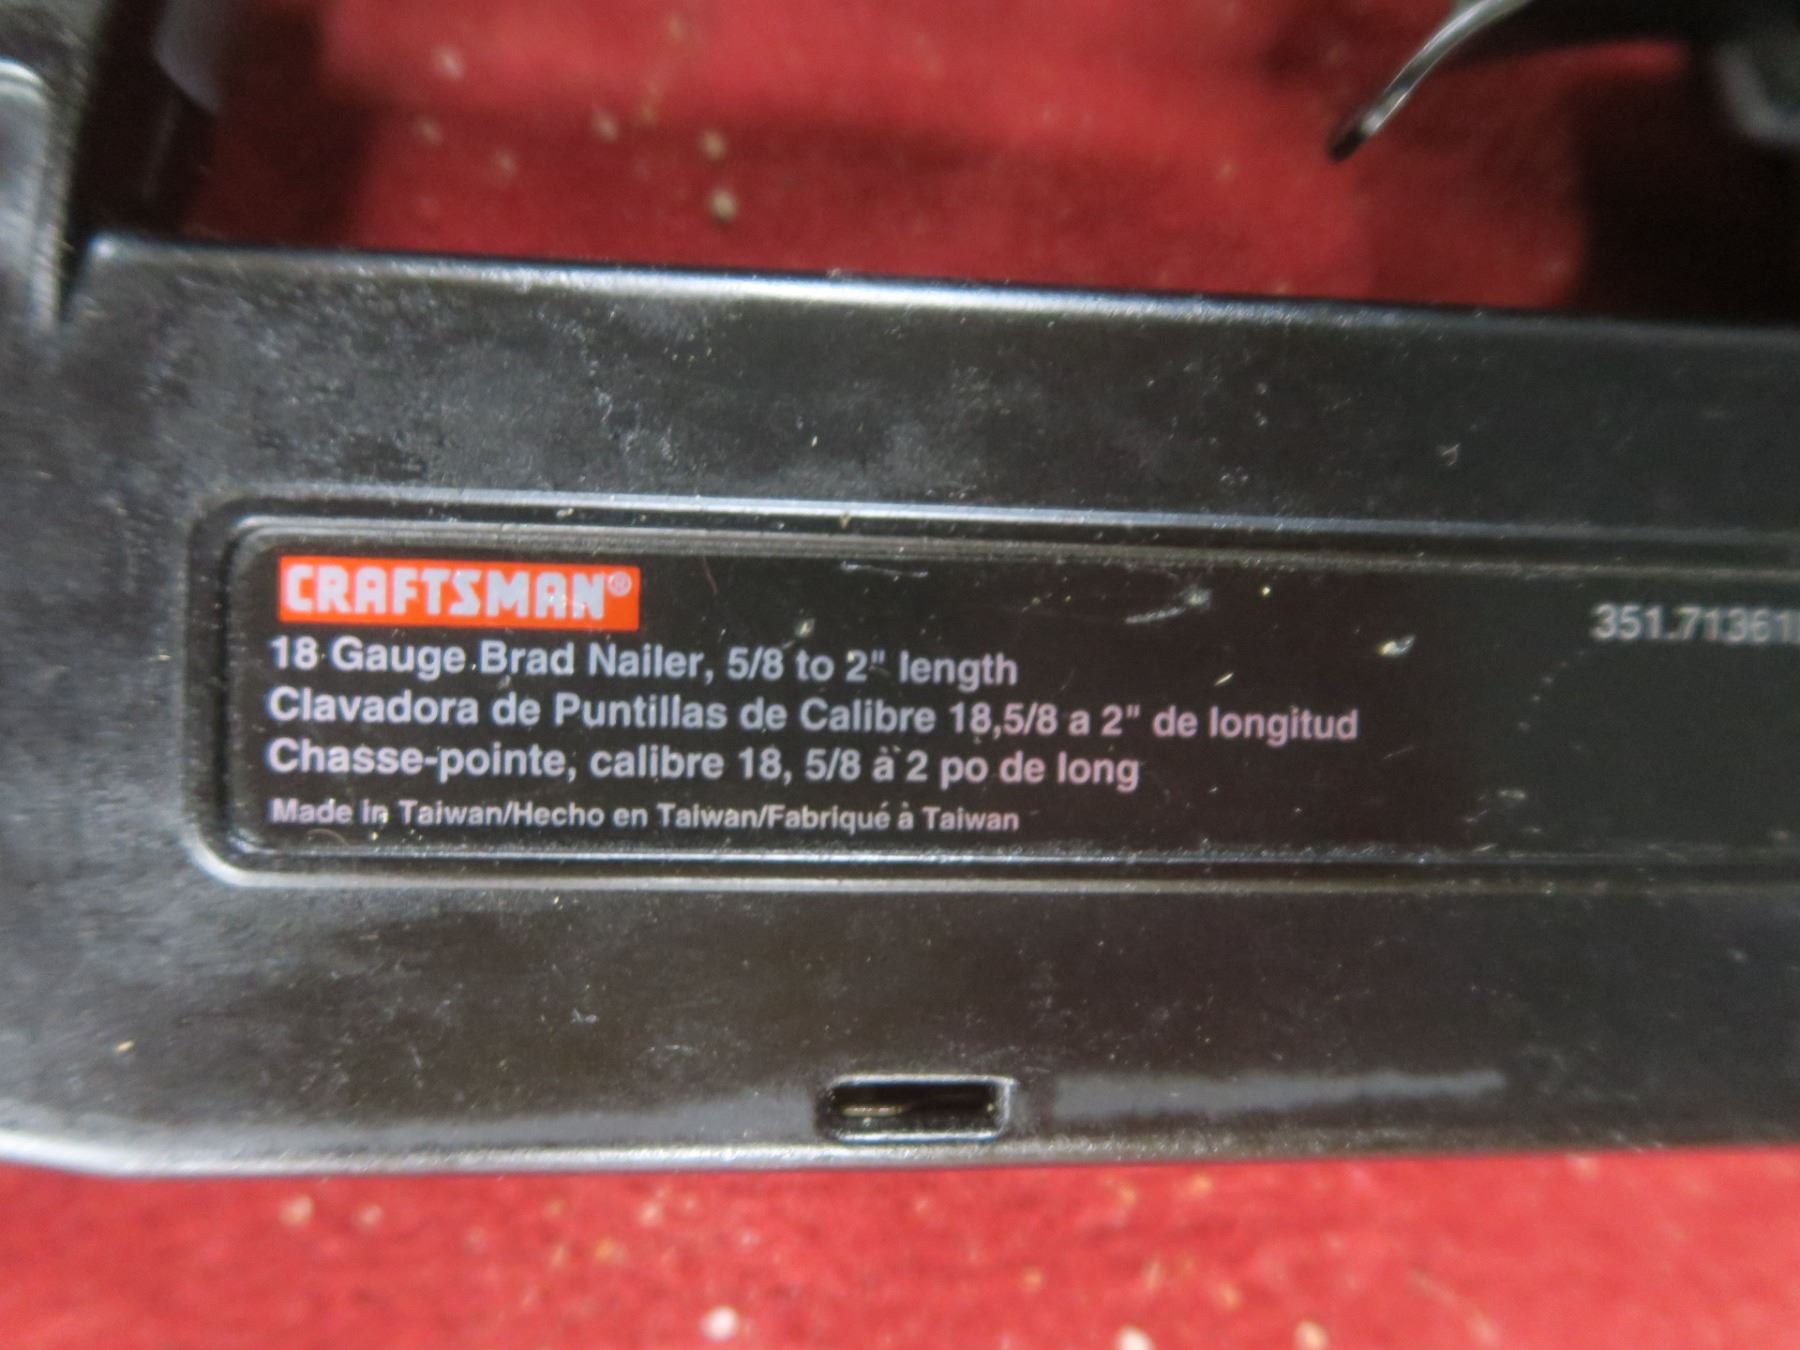 CRAFTSMAN®
18 Gauge Brad Nailer, 5/8 to 2" length
Clavadora de Puntillas de Calibre 18,5/8 a 2" de longitud
Chasse-pointe, calibre 18, 5/8 à 2 po de long
Made in Taiwan/Hecho en Taiwan/Fabriqué à Taiwan